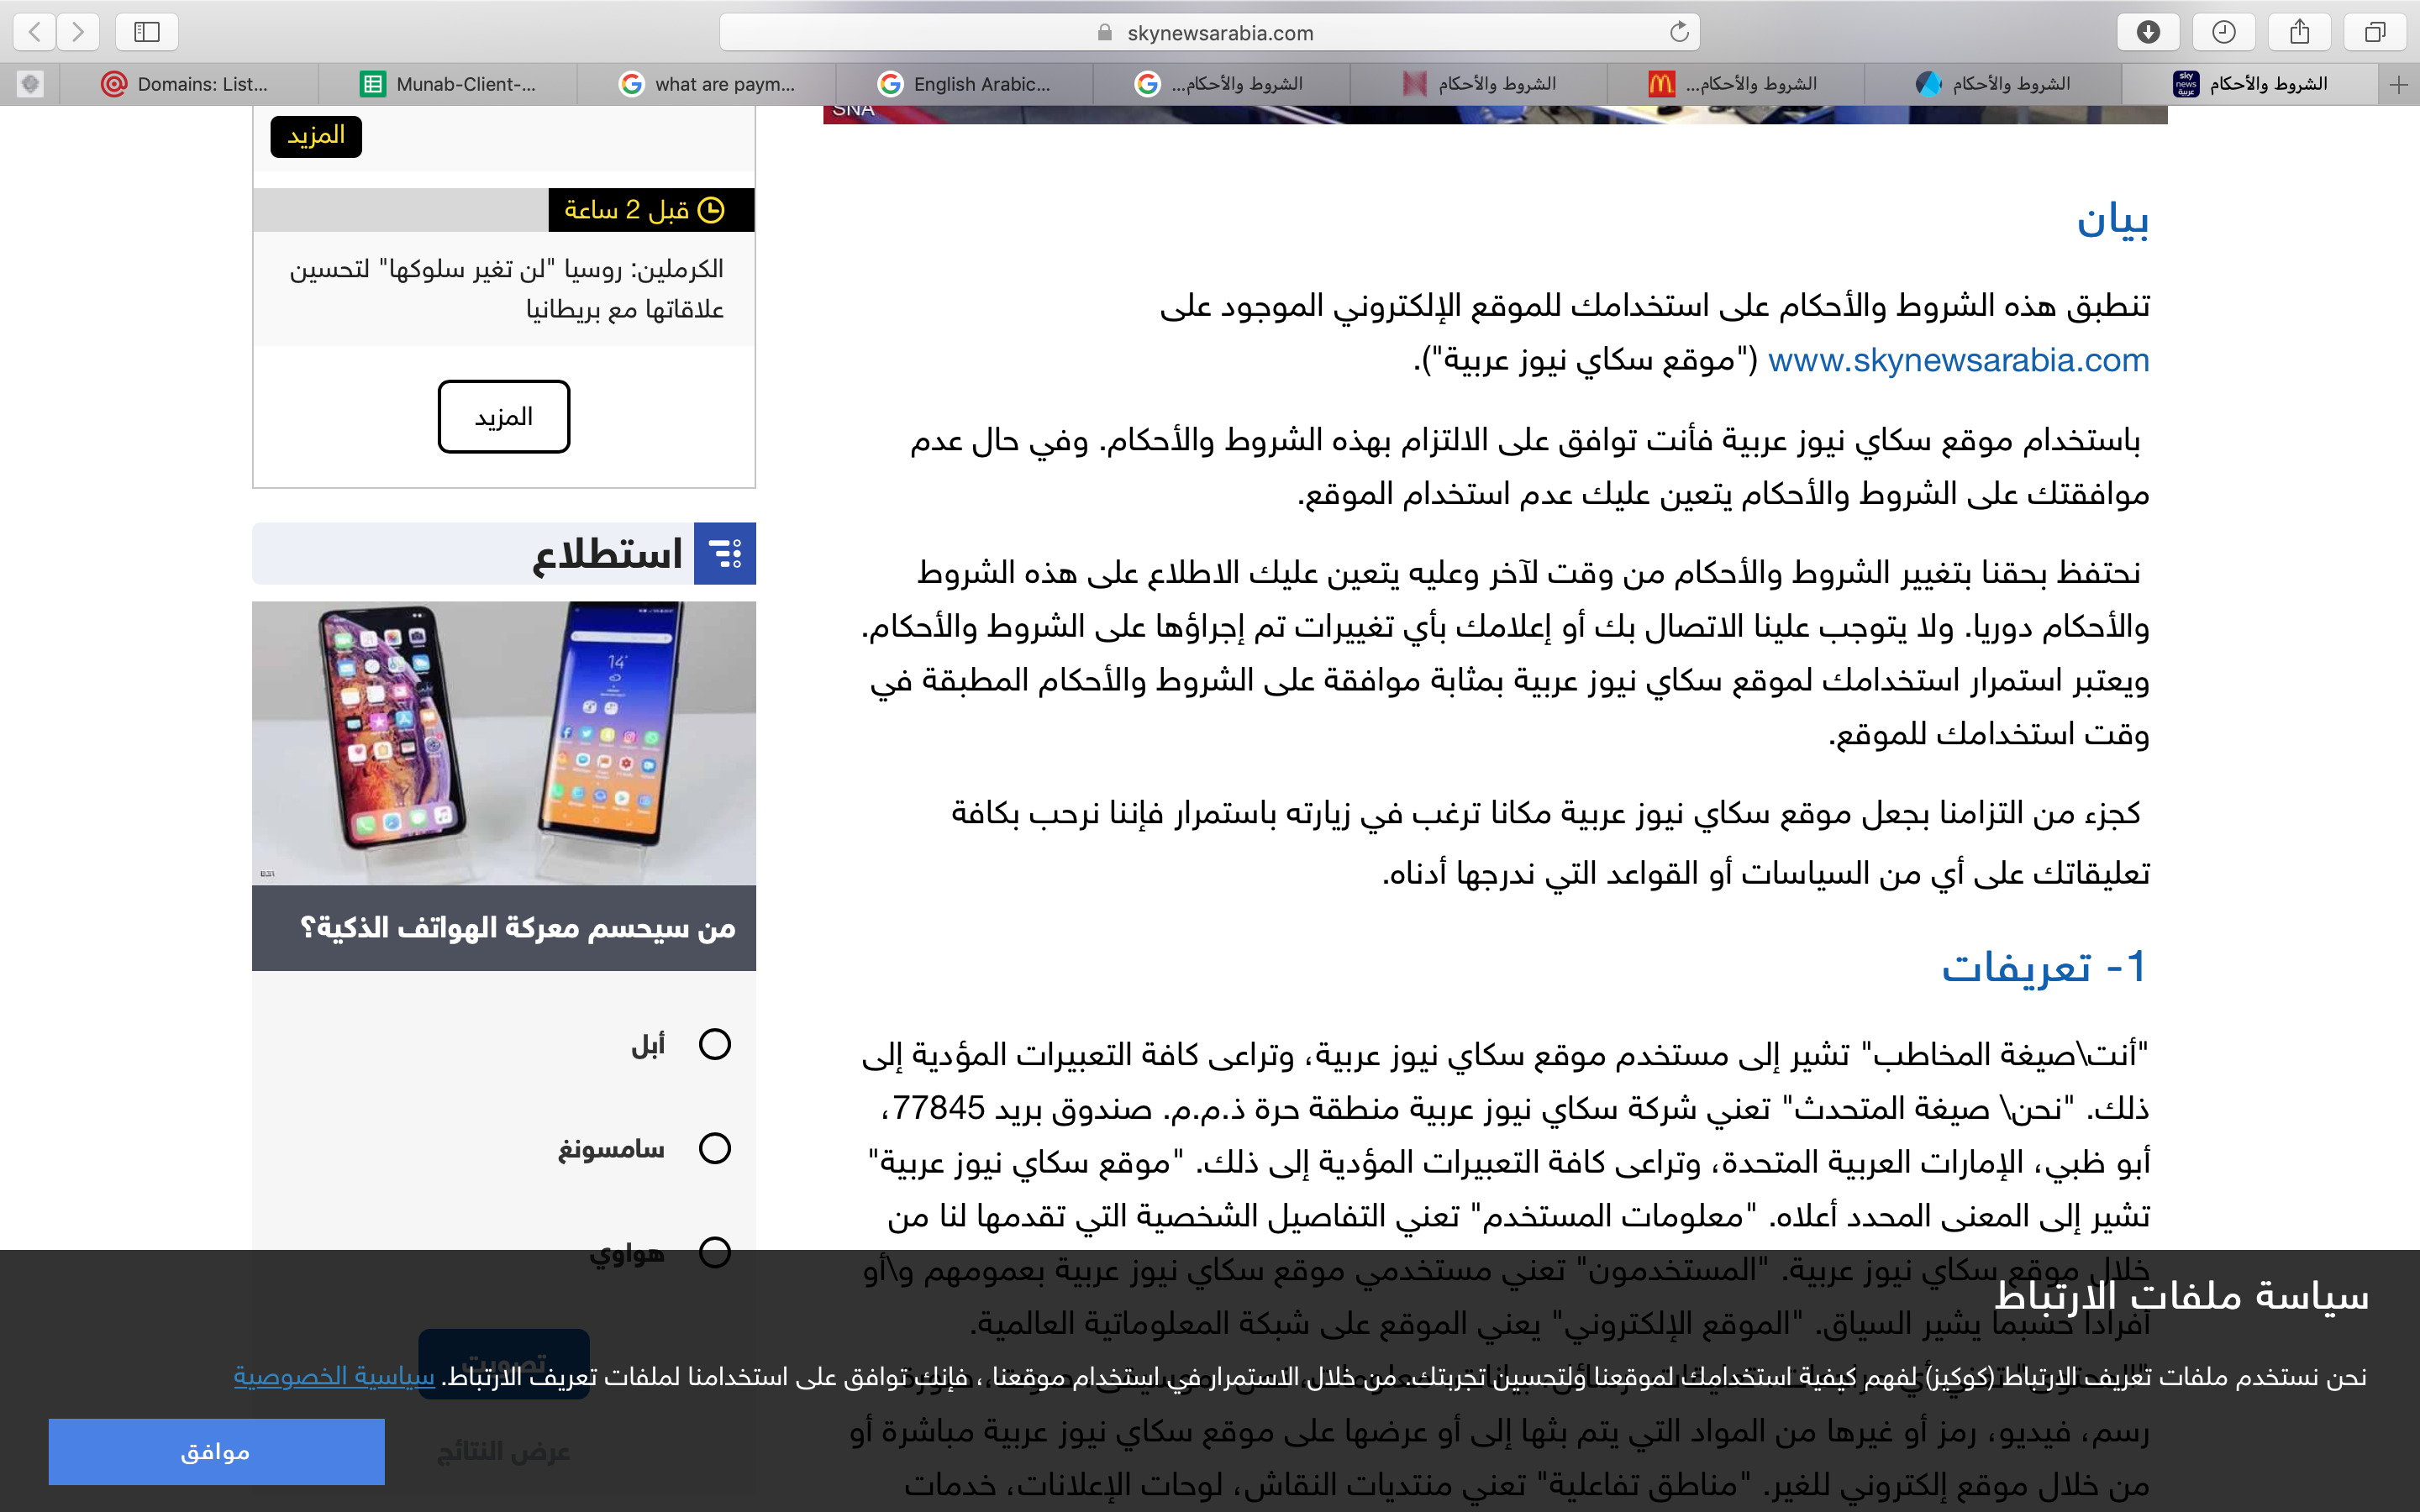 skynewsarabia.com
Domains: List...
Munab-Client-...
what are paym...
English Arabic...
الشروط والأحكام...
الشروط والأحكام
الشروط والأحكام...
الشروط والأحكام
الشروط والأحكام
SNA
بيان
تنطبق هذه الشروط والأحكام على استخدامك للموقع الإلكتروني الموجود على
www.skynewsarabia.com ("موقع سكاي نيوز عربية").
باستخدام موقع سكاي نيوز عربية فأنت توافق على الالتزام بهذه الشروط والأحكام. وفي حال عدم
موافقتك على الشروط والأحكام يتعين عليك عدم استخدام الموقع.
نحتفظ بحقنا بتغيير الشروط والأحكام من وقت لآخر وعليه يتعين عليك الاطلاع على هذه الشروط
والأحكام دوريا. ولا يتوجب علينا الاتصال بك أو إعلامك بأي تغييرات تم إجراؤها على الشروط والأحكام.
ويعتبر استمرار استخدامك لموقع سكاي نيوز عربية بمثابة موافقة على الشروط والأحكام المطبقة في
وقت استخدامك للموقع.
كجزء من التزامنا بجعل موقع سكاي نيوز عربية مكانا ترغب في زيارته باستمرار فإننا نرحب بكافة
تعليقاتك على أي من السياسات أو القواعد التي ندرجها أدناه.
1- تعريفات
"أنت\صيغة المخاطب" تشير إلى مستخدم موقع سكاي نيوز عربية، وتراعى كافة التعبيرات المؤدية إلى
ذلك. "نحن\ صيغة المتحدث" تعني شركة سكاي نيوز عربية منطقة حرة ذ.م.م. صندوق بريد 77845،
أبو ظبي، الإمارات العربية المتحدة، وتراعى كافة التعبيرات المؤدية إلى ذلك. "موقع سكاي نيوز عربية"
تشير إلى المعنى المحدد أعلاه. "معلومات المستخدم" تعني التفاصيل الشخصية التي تقدمها لنا من
خلال موقع سكاي نيوز عربية. "المستخدمون" تعني مستخدمي موقع سكاي نيوز عربية بعمومهم و\أو
أفرادا حسبما يشير السياق. "الموقع الإلكتروني" يعني الموقع على شبكة المعلوماتية العالمية.
رسم، فيديو، رمز أو غيرها من المواد التي يتم بثها إلى أو عرضها على موقع سكاي نيوز عربية مباشرة أو
من خلال موقع إلكتروني للغير. "مناطق تفاعلية" تعني منتديات النقاش، لوحات الإعلانات، خدمات
المزيد
قبل 2 ساعة
الكرملين: روسيا "لن تغير سلوكها" لتحسين
علاقاتها مع بريطانيا
المزيد
استطلاع
من سيحسم معركة الهواتف الذكية؟
أبل
سامسونغ
هواوي
تصويت
عرض النتائج
سياسة ملفات الارتباط
نحن نستخدم ملفات تعريف الارتباط (كوكيز) لفهم كيفية استخدامك لموقعنا ولتحسين تجربتك. من خلال الاستمرار في استخدام موقعنا ، فإنك توافق على استخدامنا لملفات تعريف الارتباط. سياسية الخصوصية
موافق